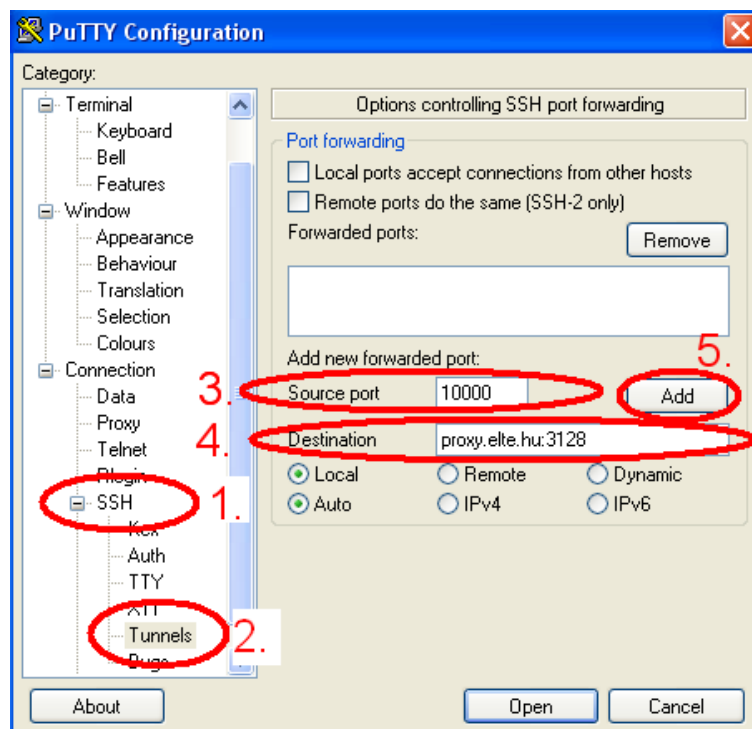 PuTTY Configuration
Category:
Terminal
Keyboard
Bell
Features
Window
Appearance
Behaviour
Translation
Selection
Colours
Connection
Data
Proxy
Telnet
Rlogin
SSH
1.
Kex
Auth
TTY
X11
Tunnels
2.
Bugs
Options controlling SSH port forwarding
Port forwarding
Local ports accept connections from other hosts
Remote ports do the same (SSH-2 only)
Forwarded ports:
Remove
Add new forwarded port:
5.
3. Source port 10000 Add
4. Destination proxy.elte.hu:3128
Local Remote Dynamic
Auto IPv4 IPv6
About Open Cancel